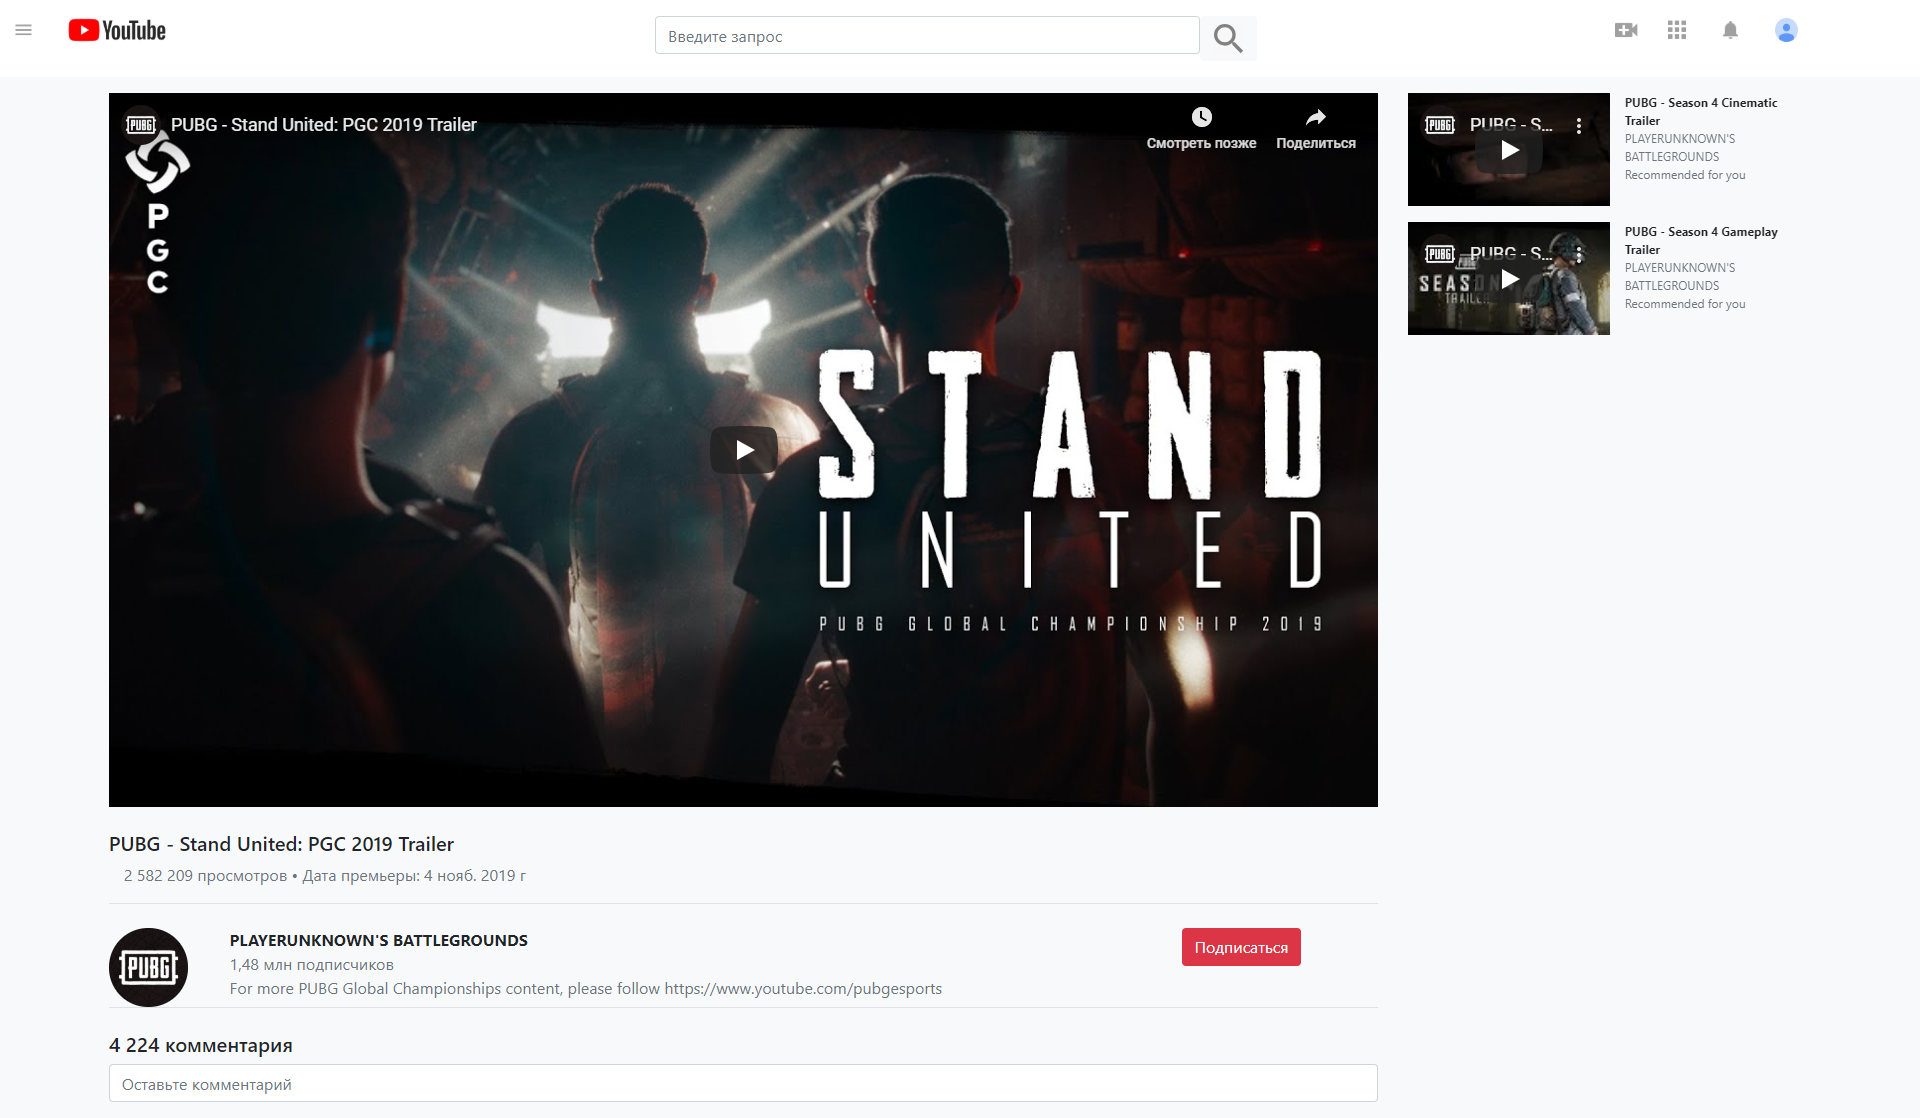 YouTube
Введите запрос
PUBG
PUBG - Stand United: PGC 2019 Trailer
Смотреть позже
Поделиться
P
G
C
STAND
UNITED
PUBG GLOBAL CHAMPIONSHIP 2019
PUBG
PUBG - S...
PUBG - Season 4 Cinematic
Trailer
PLAYERUNKNOWN'S
BATTLEGROUNDS
Recommended for you
PUBG
PUBG - S...
PUBG
SEASON
TRAILER
PUBG - Season 4 Gameplay
Trailer
PLAYERUNKNOWN'S
BATTLEGROUNDS
Recommended for you
PUBG - Stand United: PGC 2019 Trailer
2 582 209 просмотров • Дата премьеры: 4 нояб. 2019 г
PUBG
PLAYERUNKNOWN'S BATTLEGROUNDS
1,48 млн подписчиков
For more PUBG Global Championships content, please follow https://www.youtube.com/pubgesports
Подписаться
4 224 комментария
Оставьте комментарий